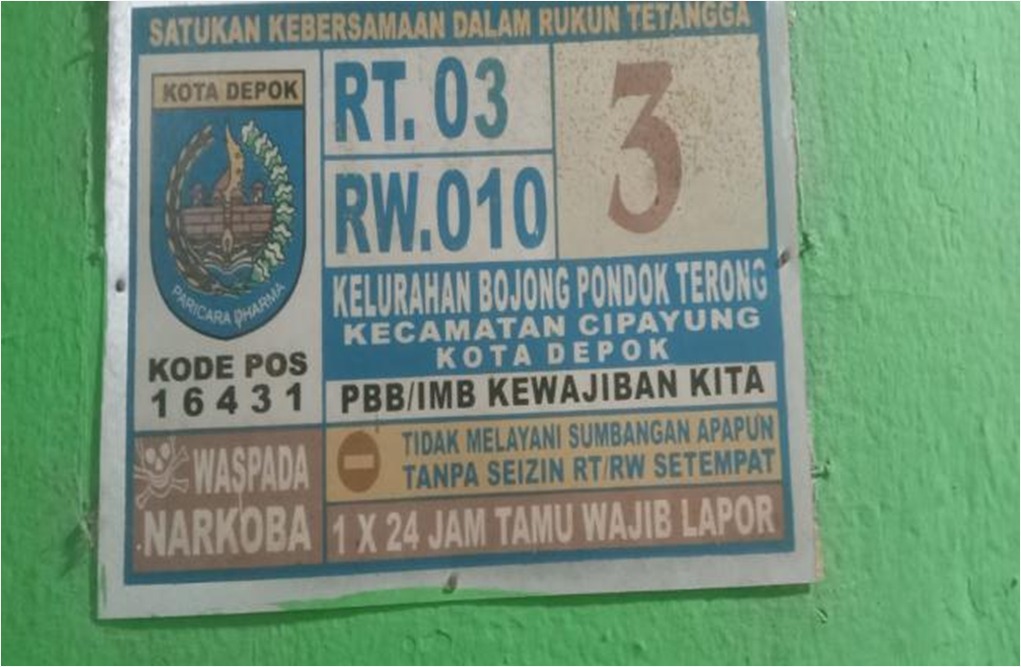 SATUKAN KEBERSAMAAN DALAM RUKUN TETANGGA
KOTA DEPOK
PARICARA DHARMA
KODE POS
16431
RT. 03
RW.010
3
KELURAHAN BOJONG PONDOK TERONG
KECAMATAN CIPAYUNG
KOTA DEPOK
PBB/IMB KEWAJIBAN KITA
WASPADA
NARKOBA
TIDAK MELAYANI SUMBANGAN APAPUN
TANPA SEIZIN RT/RW SETEMPAT
1 X 24 JAM TAMU WAJIB LAPOR